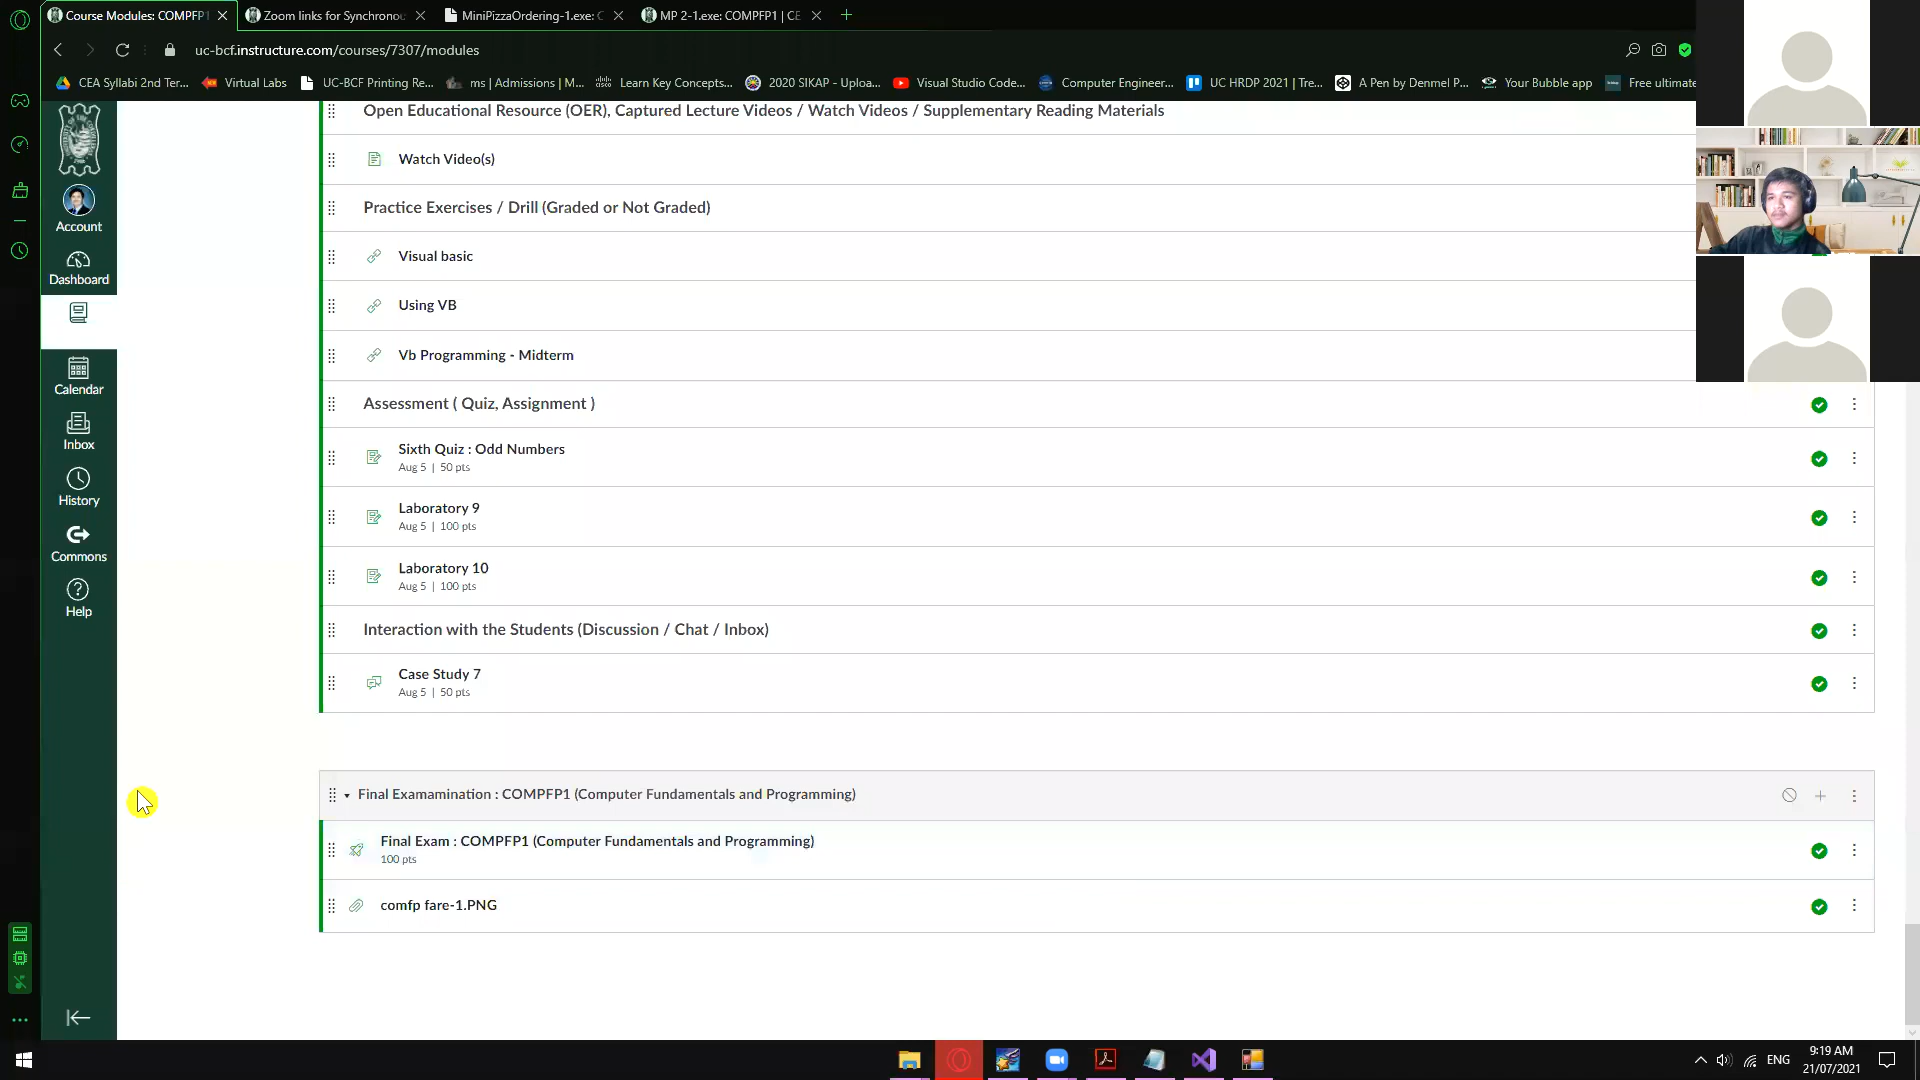 Course Modules: COMPFP1
Zoom links for Synchronou
MiniPizzaOrdering-1.exe: C
MP 2-1.exe: COMPFP1 | CE
uc-bcf.instructure.com/courses/7307/modules
CEA Syllabi 2nd Ter...
Virtual Labs
UC-BCF Printing Re...
ms | Admissions | M...
Learn Key Concepts...
2020 SIKAP - Uploa...
Visual Studio Code...
Computer Engineer...
UC HRDP 2021 | Tre...
A Pen by Denmel P...
Your Bubble app
Free ultimate
Account
Dashboard
Calendar
Inbox
History
Commons
Help
Open Educational Resource (OER), Captured Lecture Videos / Watch Videos / Supplementary Reading Materials
Watch Video(s)
Practice Exercises / Drill (Graded or Not Graded)
Visual basic
Using VB
Vb Programming - Midterm
Assessment ( Quiz, Assignment )
Sixth Quiz : Odd Numbers
Aug 5 | 50 pts
Laboratory 9
Aug 5 | 100 pts
Laboratory 10
Aug 5 | 100 pts
Interaction with the Students (Discussion / Chat / Inbox)
Case Study 7
Aug 5 | 50 pts
Final Examamination : COMPFP1 (Computer Fundamentals and Programming)
Final Exam : COMPFP1 (Computer Fundamentals and Programming)
100 pts
comfp fare-1.PNG
ENG
9:19 AM
21/07/2021